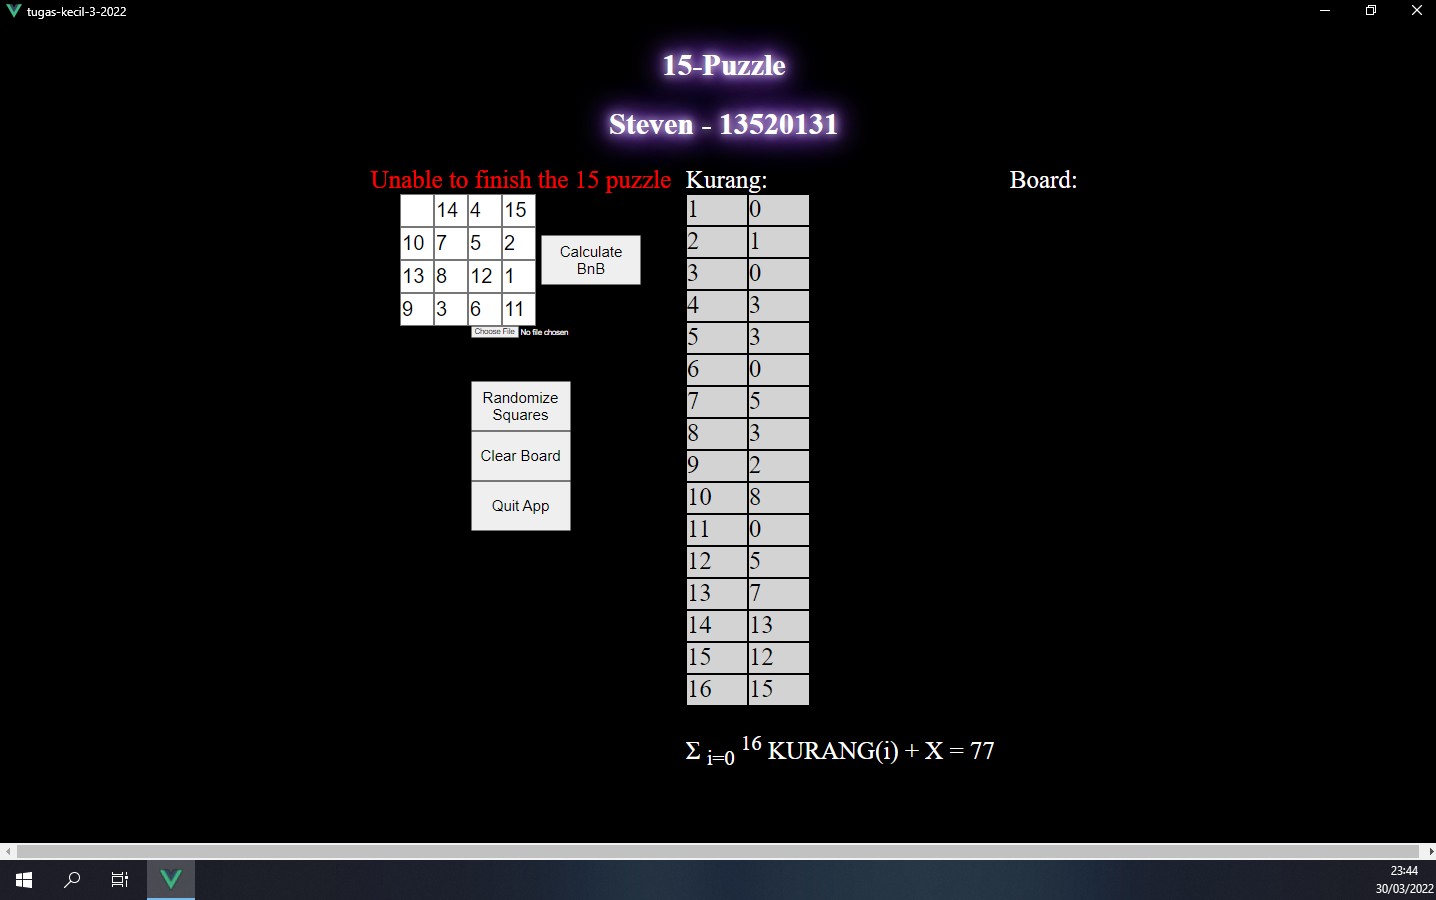 tugas-kecil-3-2022
15-Puzzle
Steven - 13520131
Unable to finish the 15 puzzle
14 4 15
10 7 5 2
13 8 12 1
9 3 6 11
Calculate
BnB
Choose File No file chosen
Randomize
Squares
Clear Board
Quit App
Kurang:
1 0
2 1
3 0
4 3
5 3
6 0
7 5
8 3
9 2
10 8
11 0
12 5
13 7
14 13
15 12
16 15
Σ i=0 16 KURANG(i) + X = 77
Board:
23:44
30/03/2022